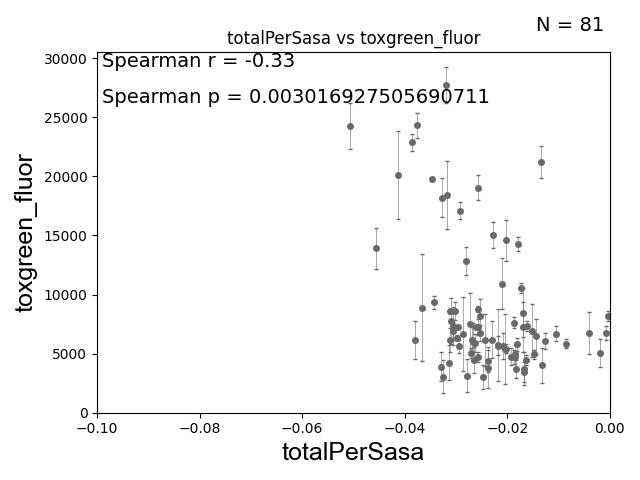 N = 81
totalPerSasa vs toxgreen_fluor
Spearman r = -0.33
Spearman p = 0.003016927505690711
toxgreen_fluor
30000
25000
20000
15000
10000
5000
0
−0.10
−0.08
−0.06
−0.04
−0.02
0.00
totalPerSasa